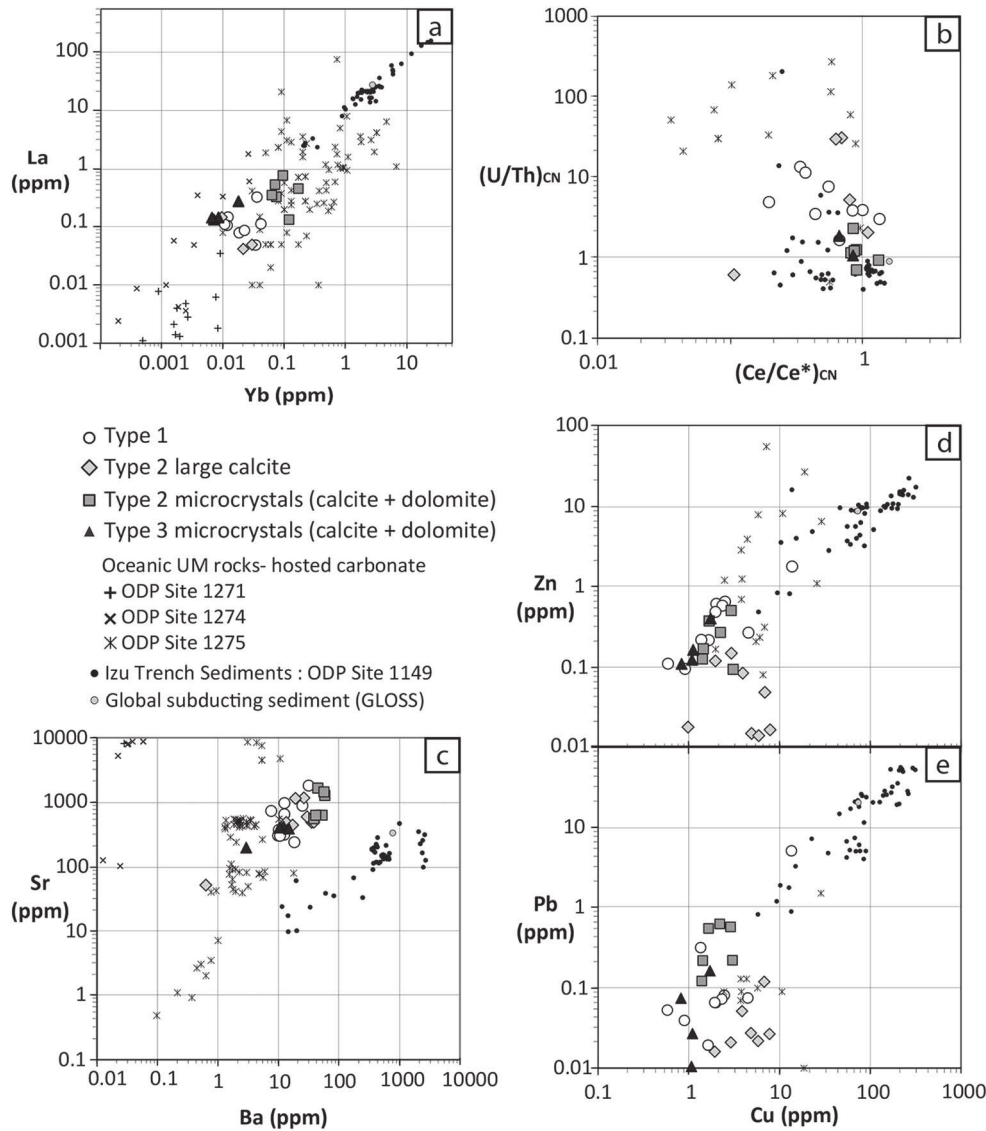 a
100
10
La
(ppm)
1
0.1
0.01
0.001
0.001
0.01
0.1
1
10
Yb (ppm)
b
1000
100
(U/Th)CN
10
1
0.1
0.01
1
(Ce/Ce*)CN
Type 1
Type 2 large calcite
Type 2 microcrystals (calcite + dolomite)
Type 3 microcrystals (calcite + dolomite)
Oceanic UM rocks- hosted carbonate
ODP Site 1271
ODP Site 1274
ODP Site 1275
Izu Trench Sediments : ODP Site 1149
Global subducting sediment (GLOSS)
c
10000
1000
100
Sr
(ppm)
10
1
0.1
0.01
0.1
1
10
100
1000
10000
Ba (ppm)
d
100
10
Zn
(ppm)
1
0.1
0.01
e
10
Pb
(ppm)
1
0.1
0.01
0.1
1
10
100
1000
Cu (ppm)